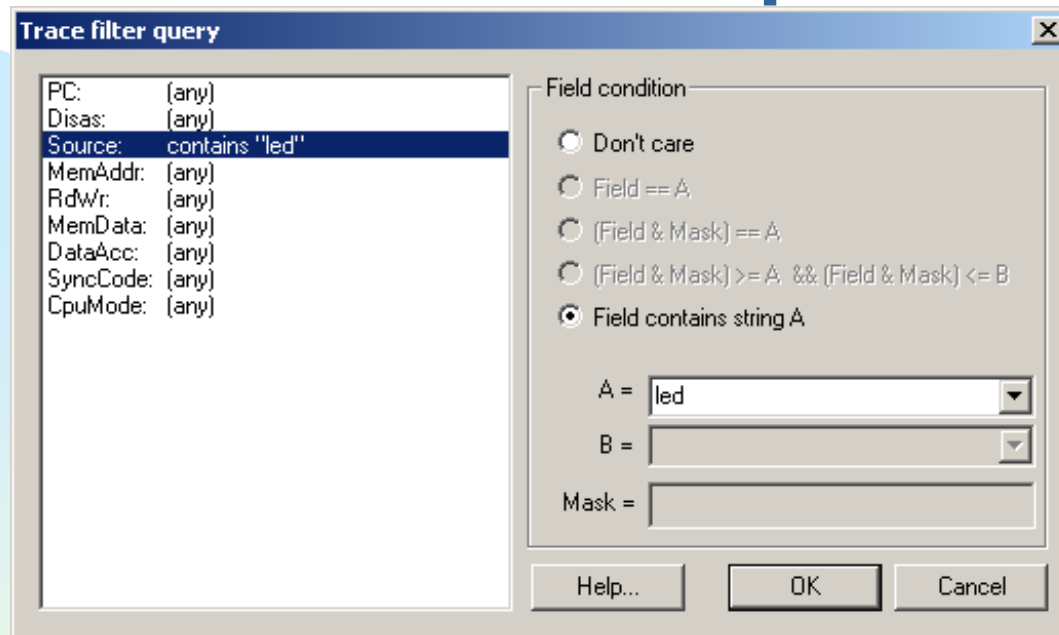 Trace filter query
PC: (any)
Disas: (any)
Source: contains "led"
MemAddr: (any)
RdWr: (any)
MemData: (any)
DataAcc: (any)
SyncCode: (any)
CpuMode: (any)
Field condition
Don't care
Field == A
(Field & Mask) == A
(Field & Mask) >= A && (Field & Mask) <= B
Field contains string A
A = led
B =
Mask =
Help... OK Cancel